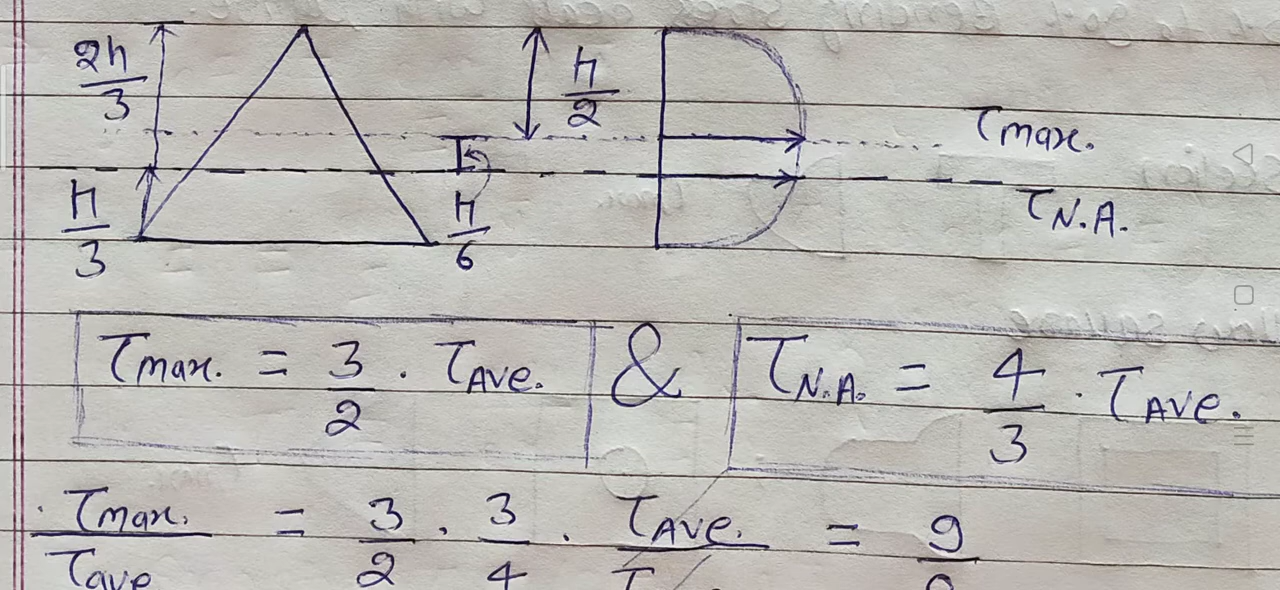 2h/3
h/2
τmax.
h/3
h/6
τN.A.
τmax. = 3/2 . τAve. & τN.A. = 4/3 . τAve.
τmax./τave = 3/2 . 3/4 . τAve./τ = 9